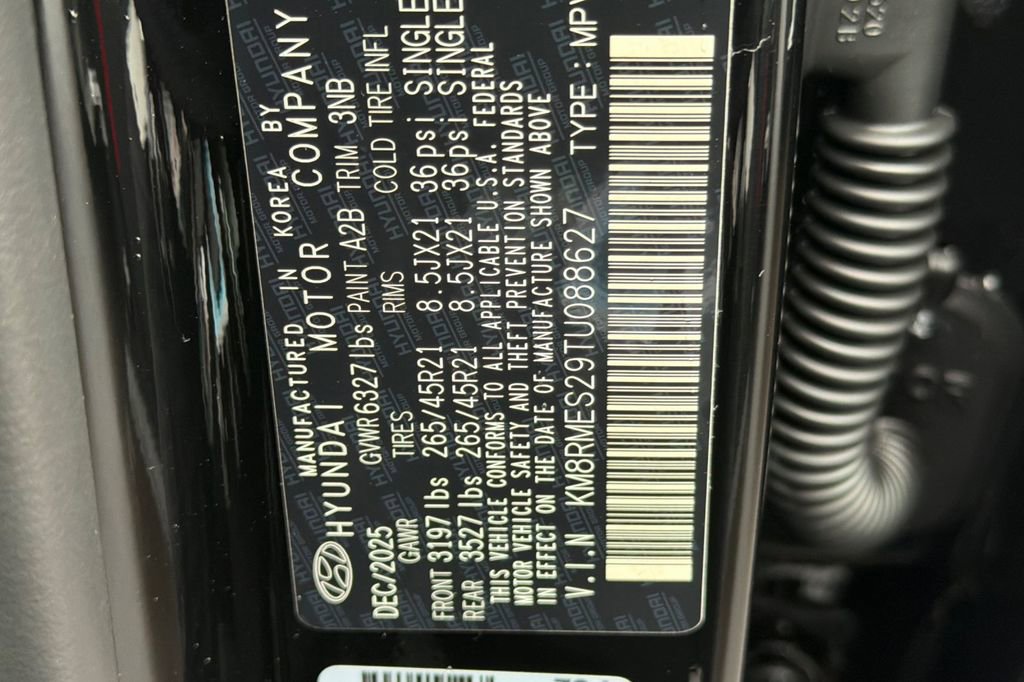 MANUFACTURED IN KOREA BY
HYUNDAI MOTOR COMPANY
DEC/2025 GVWR6327lbs PAINT A2B TRIM 3NB
GAWR TIRES RIMS COLD TIRE INFL
FRONT 3197 lbs 265/45R21 8.5JX21 36psi SINGLE
REAR 3527 lbs 265/45R21 8.5JX21 36psi SINGLE
THIS VEHICLE CONFORMS TO ALL APPLICABLE U.S.A. FEDERAL
MOTOR VEHICLE SAFETY AND THEFT PREVENTION STANDARDS
IN EFFECT ON THE DATE OF MANUFACTURE SHOWN ABOVE
V.I.N KM8RMES29TU088627 TYPE:MPV